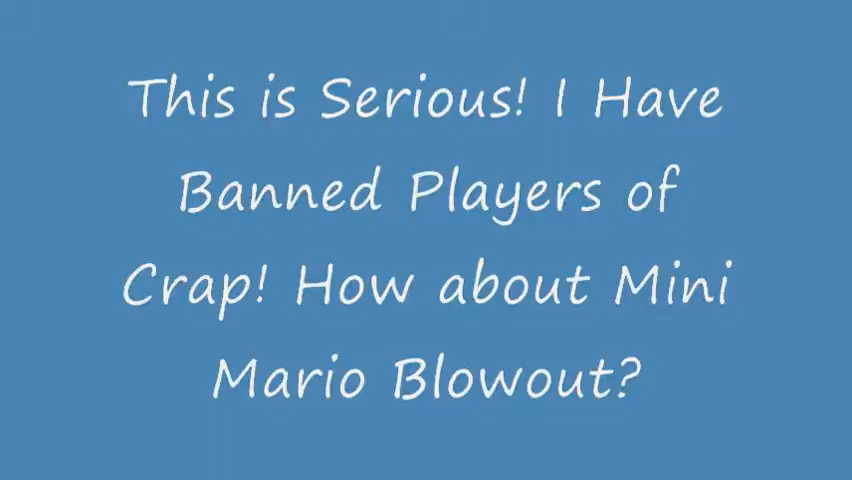 This is Serious! I Have
Banned Players of
Crap! How about Mini
Mario Blowout?